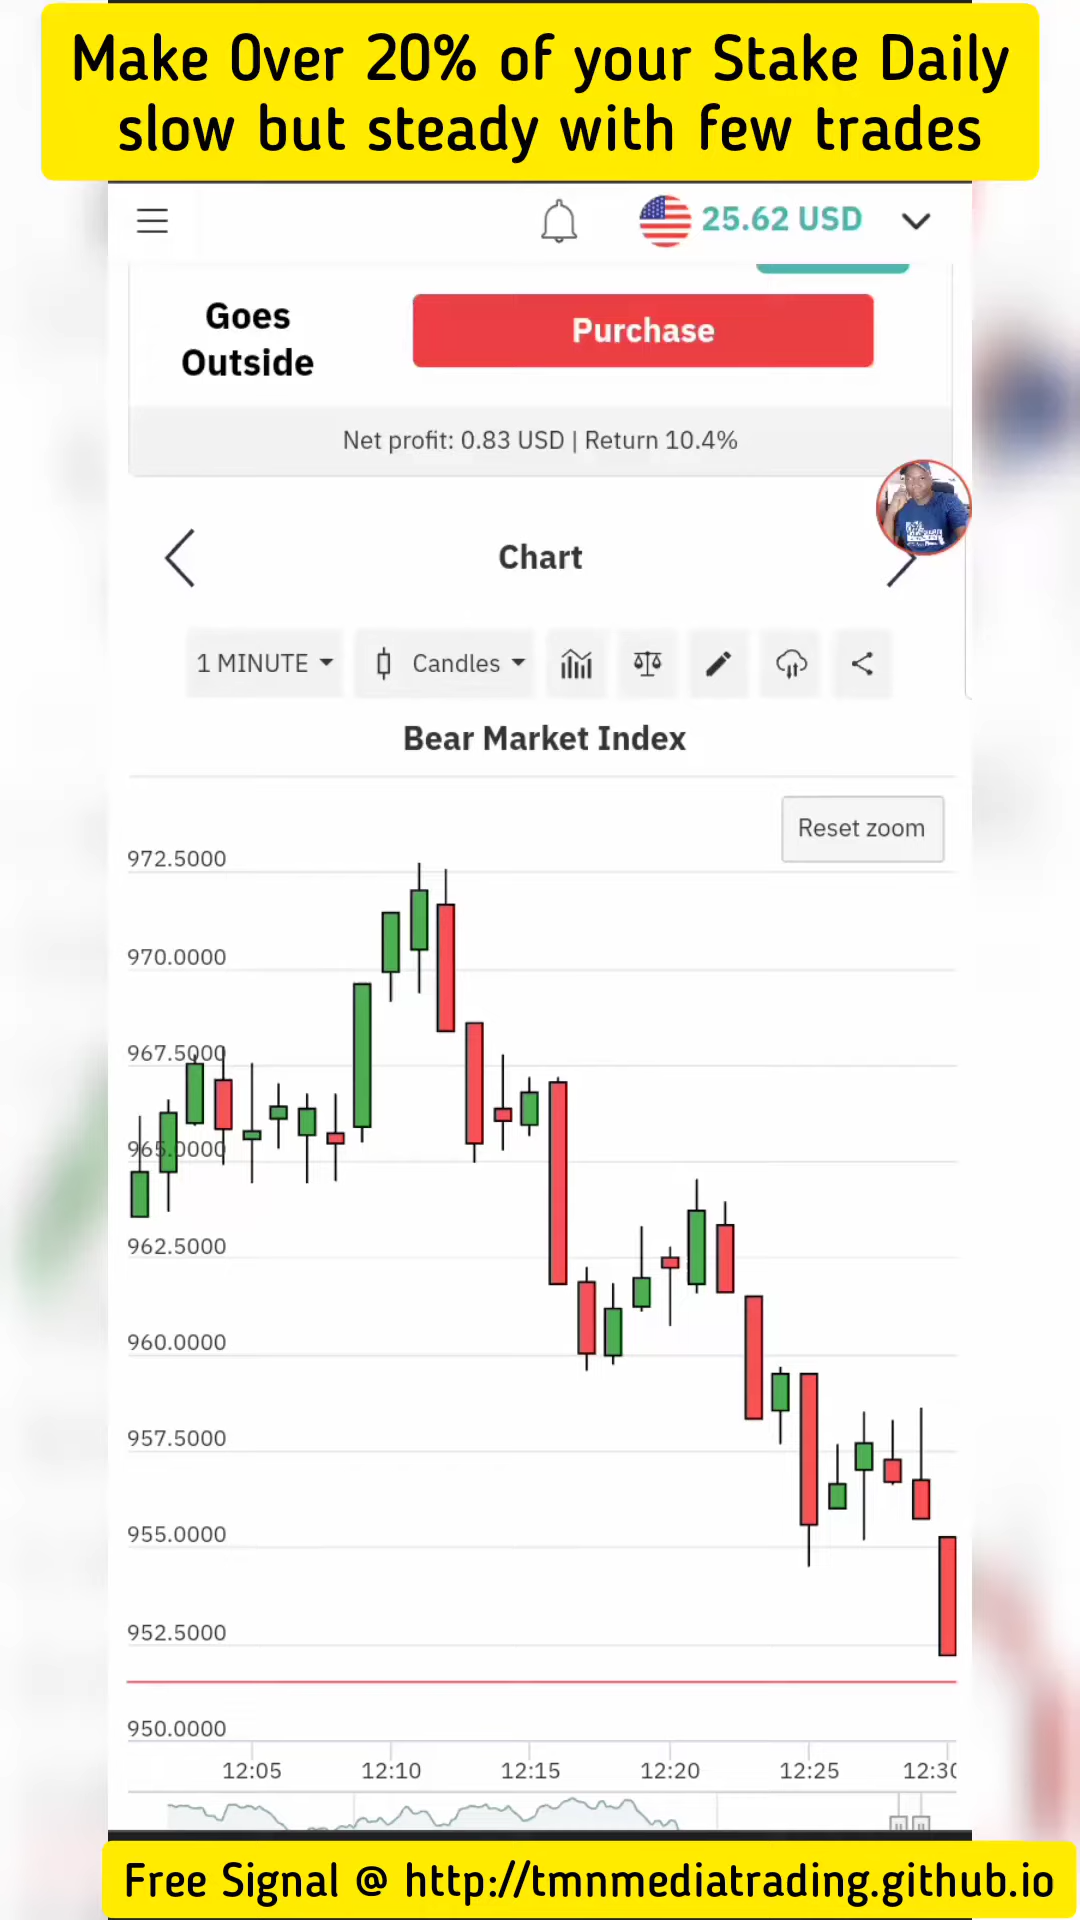 Make Over 20% of your Stake Daily
slow but steady with few trades
25.62 USD
Goes
Outside
Purchase
Net profit: 0.83 USD | Return 10.4%
Chart
1 MINUTE
Candles
Bear Market Index
Reset zoom
972.5000
970.0000
967.5000
965.0000
962.5000
960.0000
957.5000
955.0000
952.5000
950.0000
12:05 12:10 12:15 12:20 12:25 12:30
Free Signal @ http://tmnmediatrading.github.io